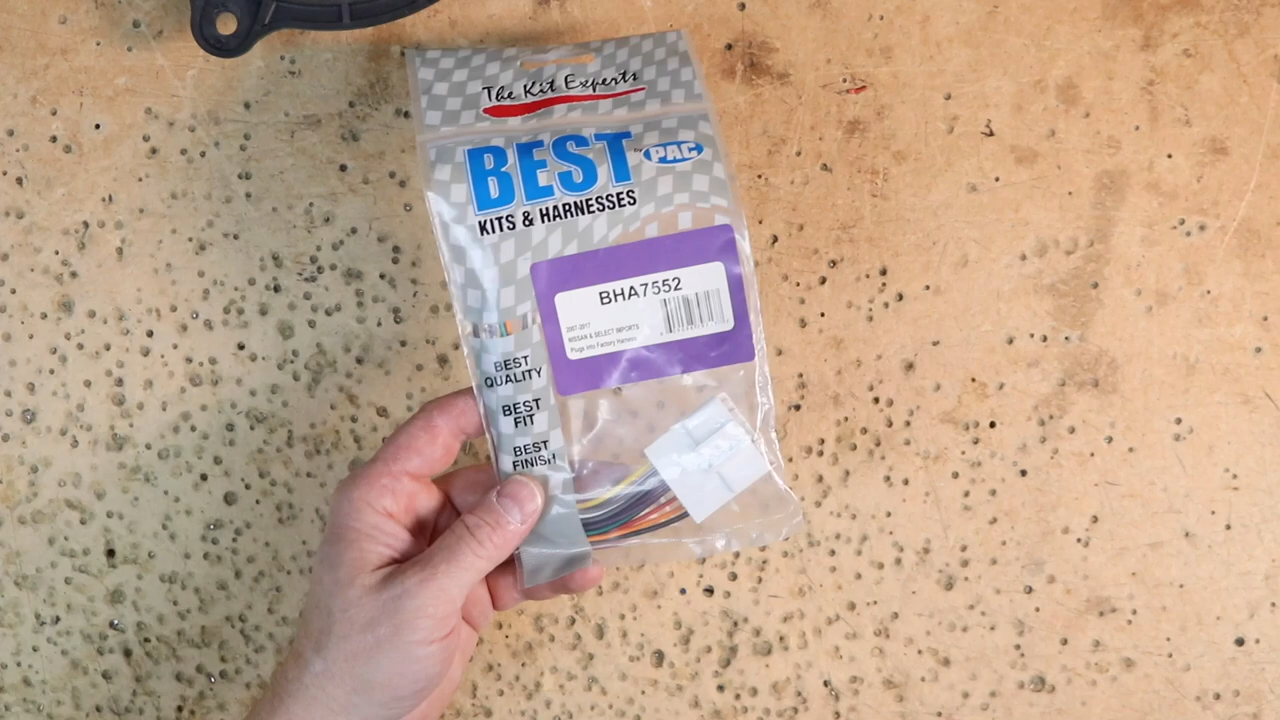 The Kit Experts
BEST by PAC
KITS & HARNESSES
BHA7552
2007-2017
NISSAN & SELECT IMPORTS
Plugs Into Factory Harness
BEST
QUALITY
BEST
FIT
BEST
FINISH